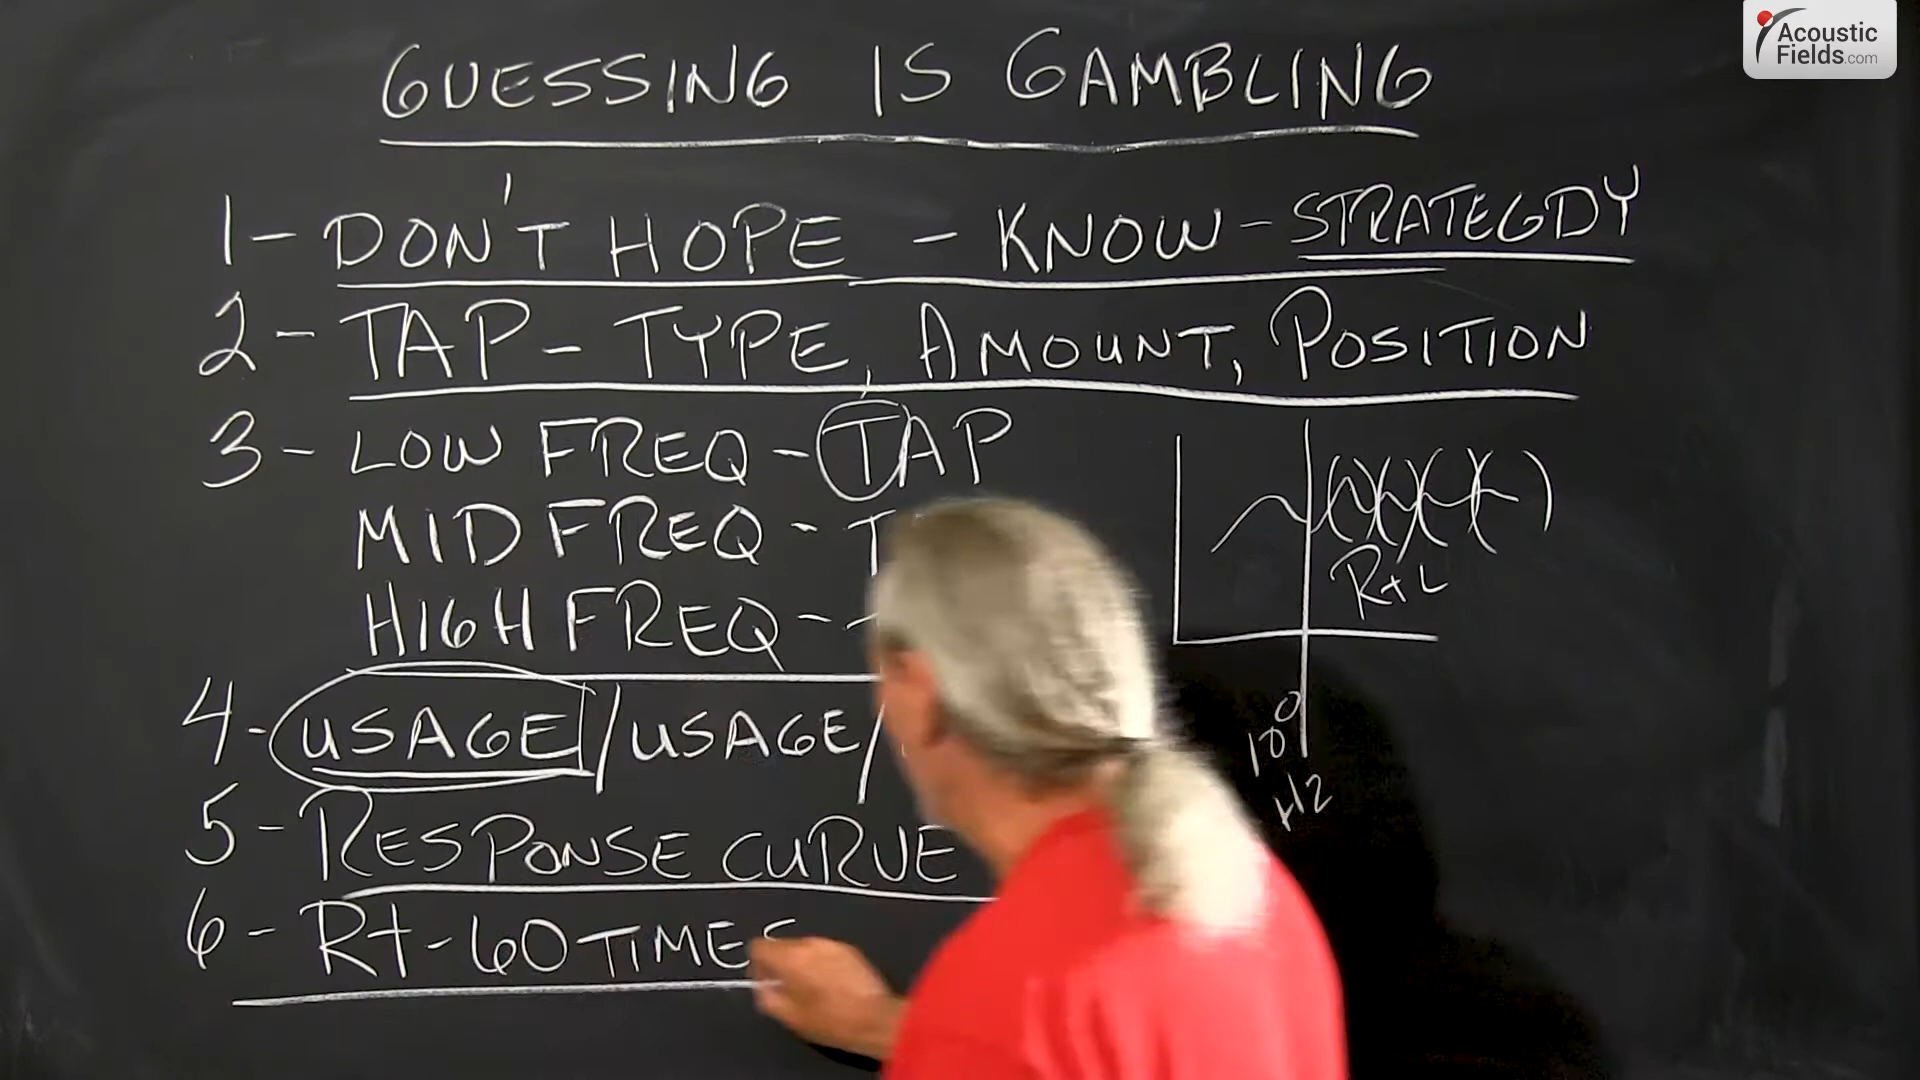 Acoustic
Fields.com
GUESSING IS GAMBLING
1- DON'T HOPE - KNOW - STRATEGDY
2- TAP - TYPE, AMOUNT, POSITION
3- LOW FREQ - TAP
MID FREQ - T
HIGH FREQ -
4- USAGE / USAGE /
5- RESPONSE CURVE
6- Rt-60 TIMES
R+L
100
HZ